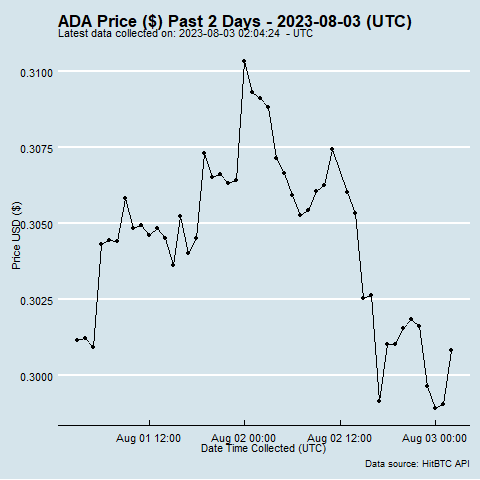 ADA Price ($) Past 2 Days - 2023-08-03 (UTC)
Latest data collected on: 2023-08-03 02:04:24 - UTC
0.3100
0.3075
0.3050
0.3025
0.3000
Price USD ($)
Aug 01 12:00
Aug 02 00:00
Aug 02 12:00
Aug 03 00:00
Date Time Collected (UTC)
Data source: HitBTC API